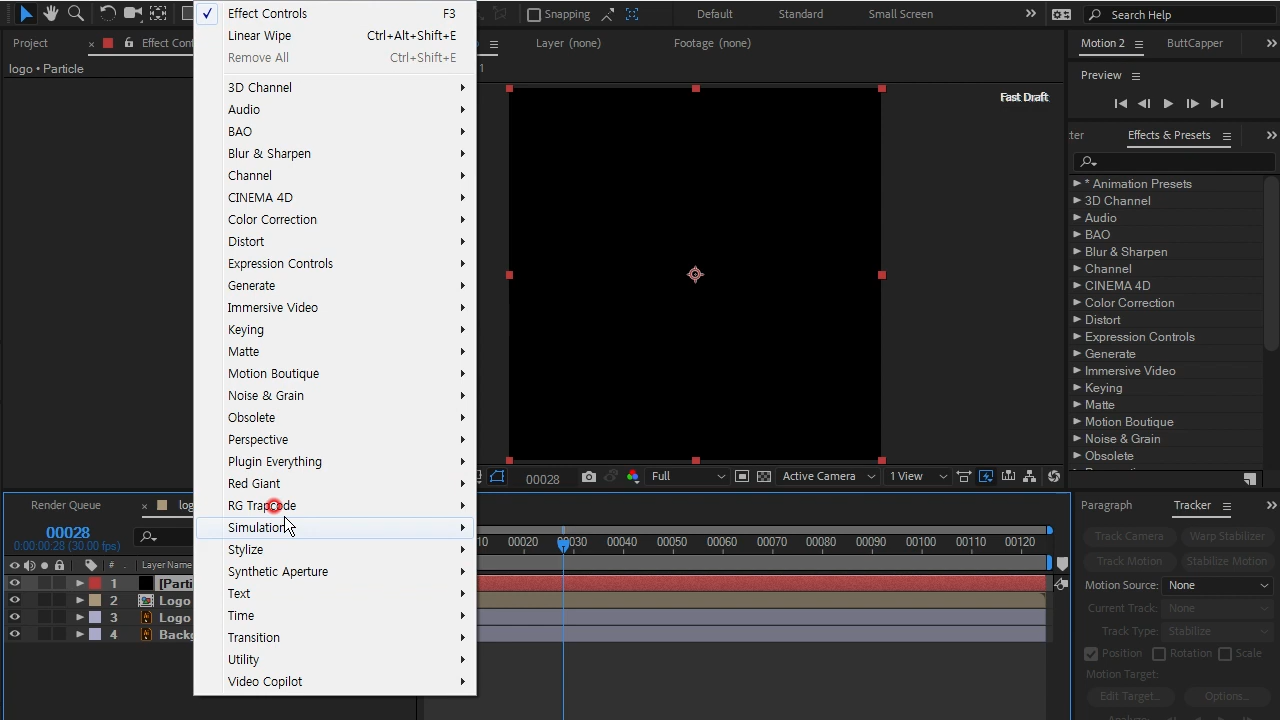 Effect Controls F3
Linear Wipe Ctrl+Alt+Shift+E
Remove All Ctrl+Shift+E
3D Channel
Audio
BAO
Blur & Sharpen
Channel
CINEMA 4D
Color Correction
Distort
Expression Controls
Generate
Immersive Video
Keying
Matte
Motion Boutique
Noise & Grain
Obsolete
Perspective
Plugin Everything
Red Giant
RG Trapcode
Simulation
Stylize
Synthetic Aperture
Text
Time
Transition
Utility
Video Copilot
Snapping
Default
Standard
Small Screen
Search Help
Project
Effect Cont
logo • Particle
Layer (none)
Footage (none)
1
Fast Draft
Motion 2
ButtCapper
Preview
Effects & Presets
* Animation Presets
3D Channel
Audio
BAO
Blur & Sharpen
Channel
CINEMA 4D
Color Correction
Distort
Expression Controls
Generate
Immersive Video
Keying
Matte
Motion Boutique
Noise & Grain
Obsolete
00028
Full
Active Camera
1 View
Render Queue
log
00028
0:00:00:28 (30.00 fps)
# Layer Name
1 [Parti
2 Logo
3 Logo
4 Backg
10 00020 00030 00040 00050 00060 00070 00080 00090 00100 00110 00120
Paragraph
Tracker
Track Camera
Warp Stabilizer
Track Motion
Stabilize Motion
Motion Source: None
Current Track: None
Track Type: Stabilize
Position Rotation Scale
Motion Target:
Edit Target...
Options...